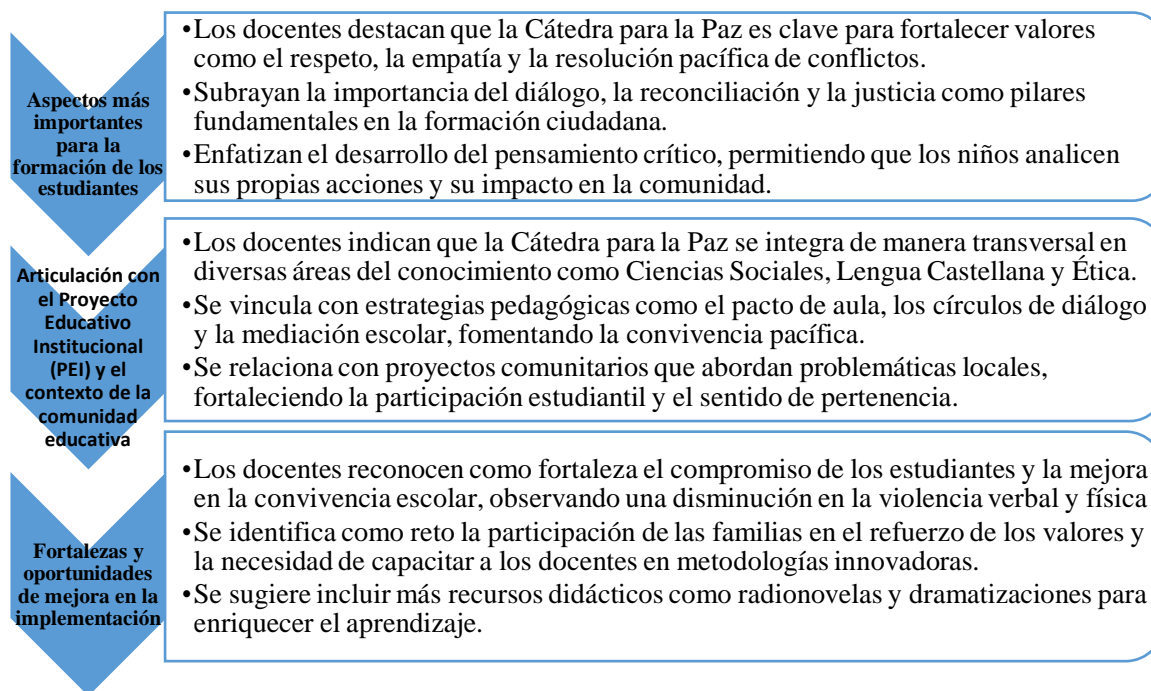 Aspectos más
importantes
para la
formación de los
estudiantes
•Los docentes destacan que la Cátedra para la Paz es clave para fortalecer valores
como el respeto, la empatía y la resolución pacífica de conflictos.
•Subrayan la importancia del diálogo, la reconciliación y la justicia como pilares
fundamentales en la formación ciudadana.
•Enfatizan el desarrollo del pensamiento crítico, permitiendo que los niños analicen
sus propias acciones y su impacto en la comunidad.
Articulación con
el Proyecto
Educativo
Institucional
(PEI) y el
contexto de la
comunidad
educativa
•Los docentes indican que la Cátedra para la Paz se integra de manera transversal en
diversas áreas del conocimiento como Ciencias Sociales, Lengua Castellana y Ética.
•Se vincula con estrategias pedagógicas como el pacto de aula, los círculos de diálogo
y la mediación escolar, fomentando la convivencia pacífica.
•Se relaciona con proyectos comunitarios que abordan problemáticas locales,
fortaleciendo la participación estudiantil y el sentido de pertenencia.
Fortalezas y
oportunidades
de mejora en la
implementación
•Los docentes reconocen como fortaleza el compromiso de los estudiantes y la mejora
en la convivencia escolar, observando una disminución en la violencia verbal y física
•Se identifica como reto la participación de las familias en el refuerzo de los valores y
la necesidad de capacitar a los docentes en metodologías innovadoras.
•Se sugiere incluir más recursos didácticos como radionovelas y dramatizaciones para
enriquecer el aprendizaje.